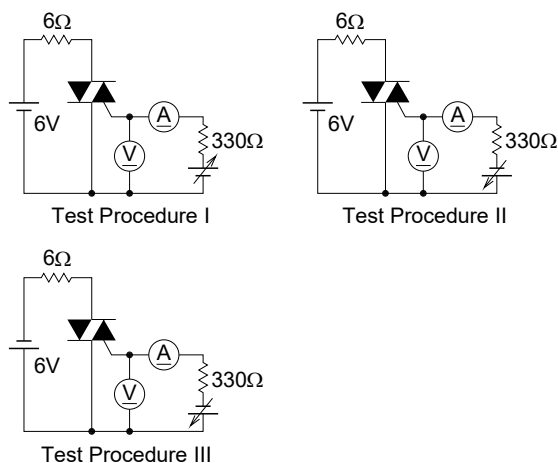 6Ω
6V
A
V
330Ω
Test Procedure I
6Ω
6V
A
V
330Ω
Test Procedure II
6Ω
6V
A
V
330Ω
Test Procedure III